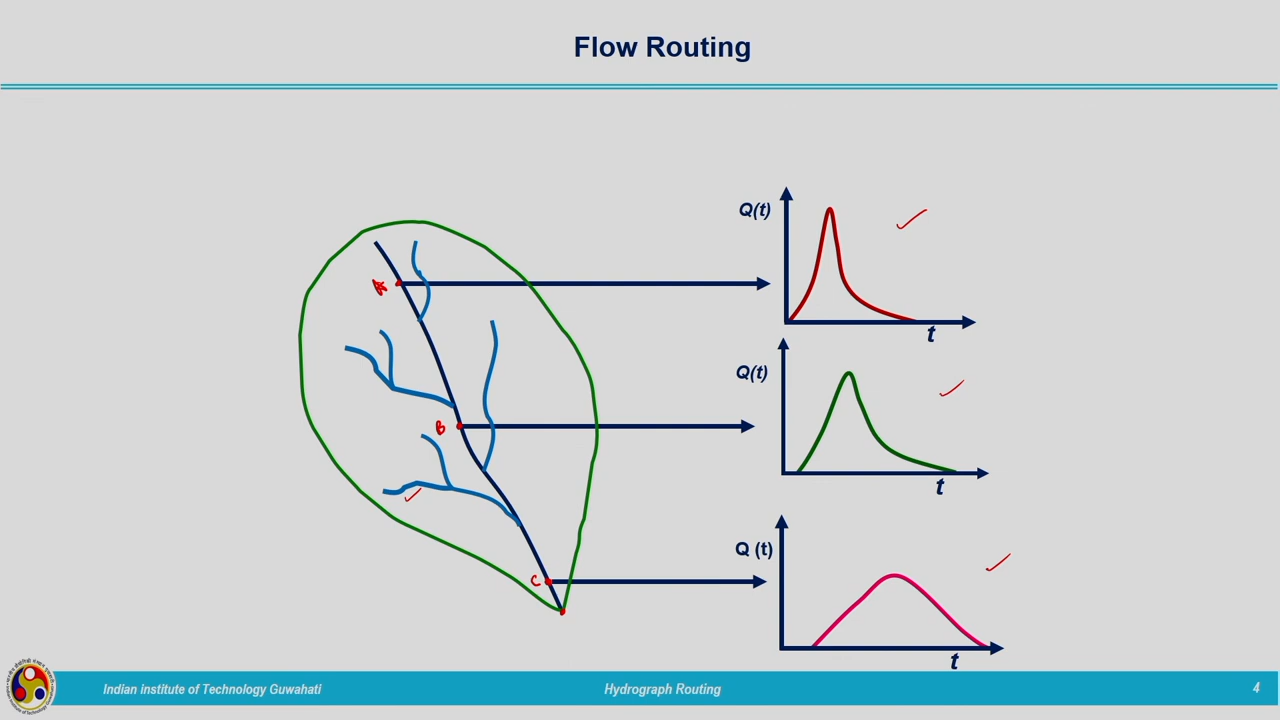 Flow Routing
Q(t)
A
t
Q(t)
B
t
Q (t)
C
t
Indian institute of Technology Guwahati
Hydrograph Routing
4